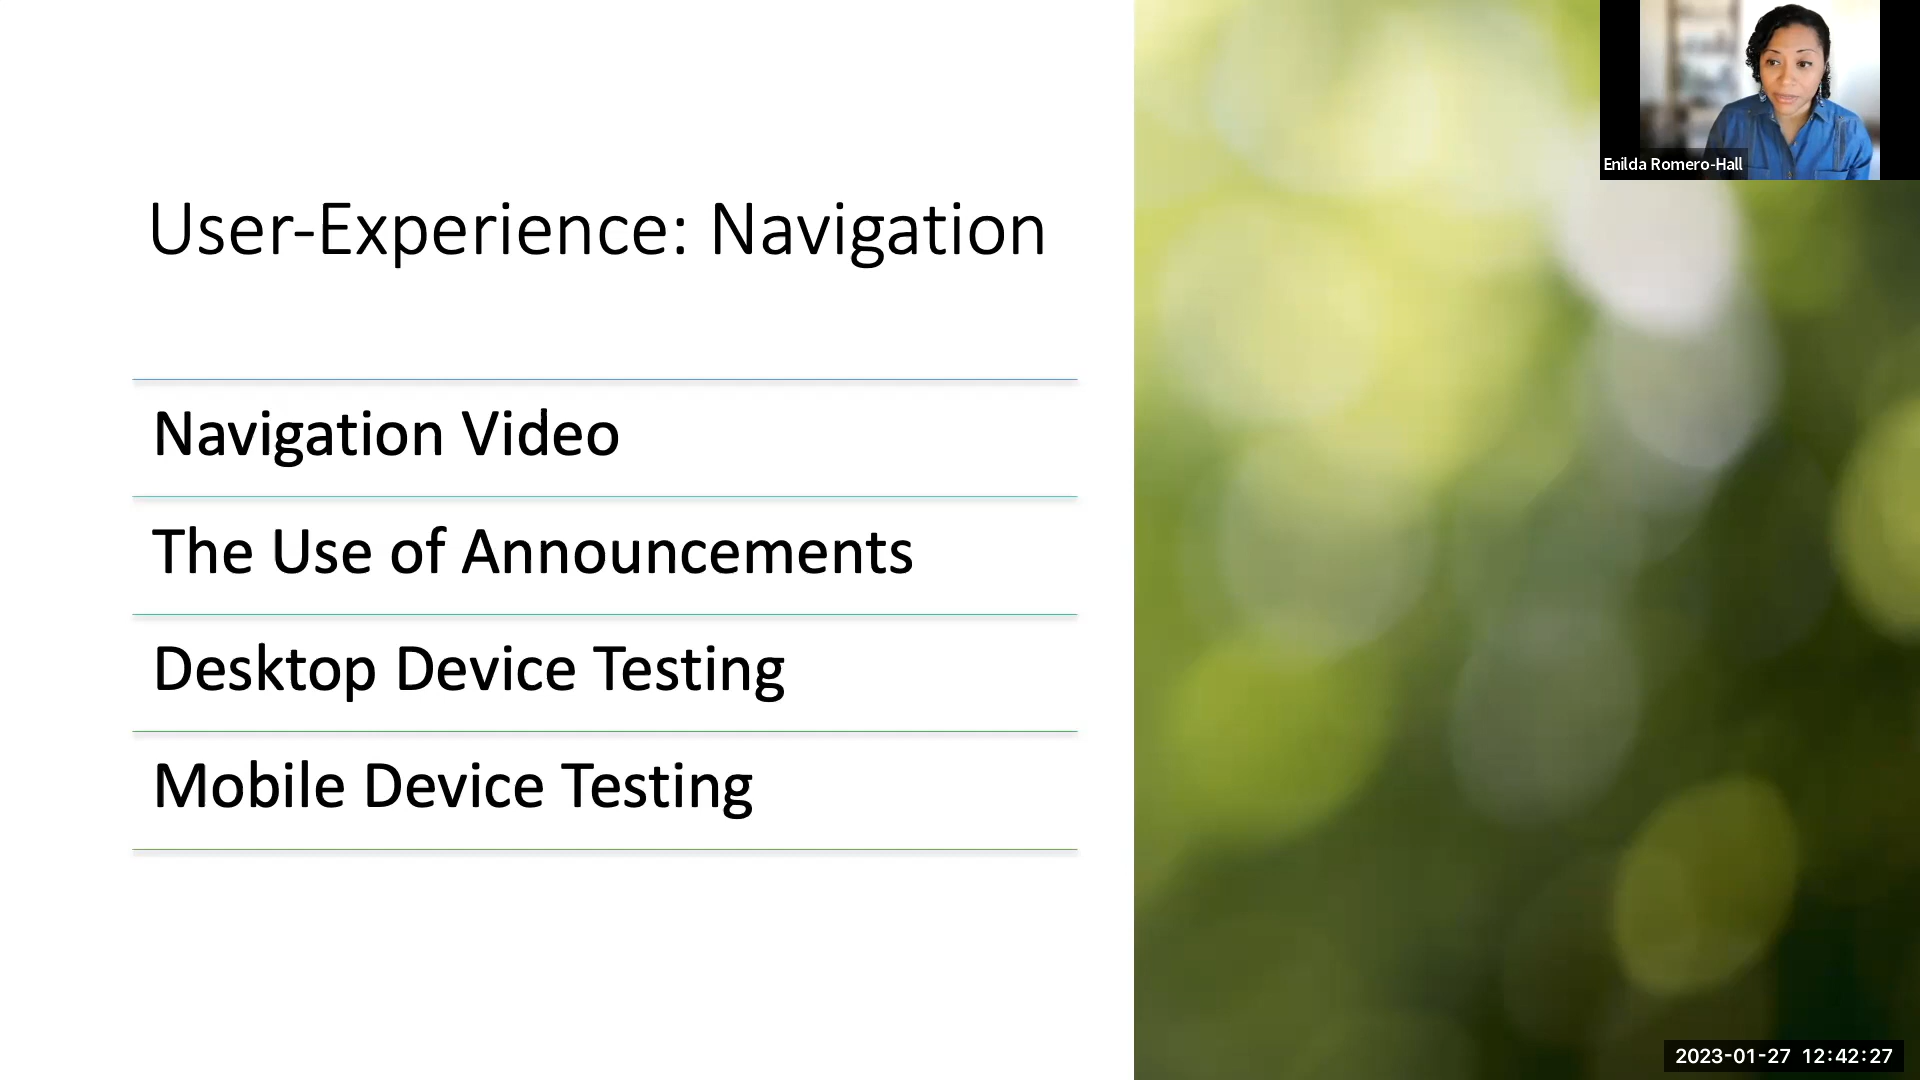 Enilda Romero-Hall
User-Experience: Navigation
Navigation Video
The Use of Announcements
Desktop Device Testing
Mobile Device Testing
2023-01-27 12:42:27